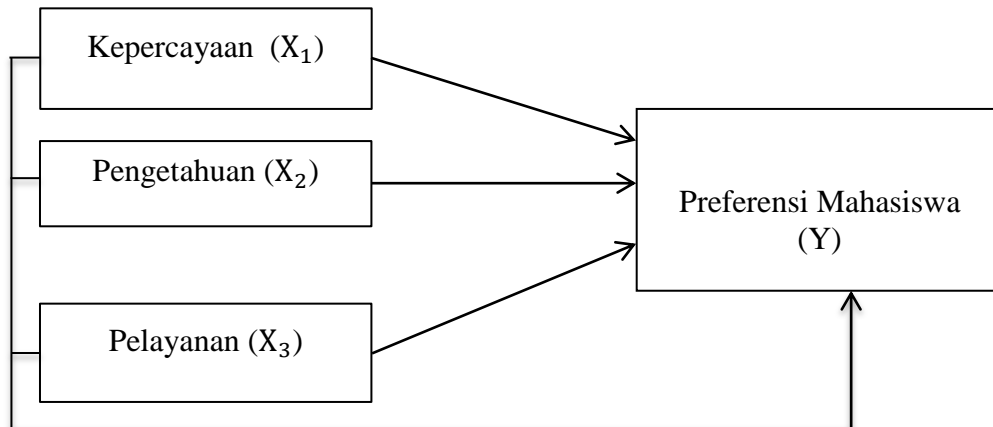 Kepercayaan (X₁)
Pengetahuan (X₂)
Pelayanan (X₃)
Preferensi Mahasiswa
(Y)